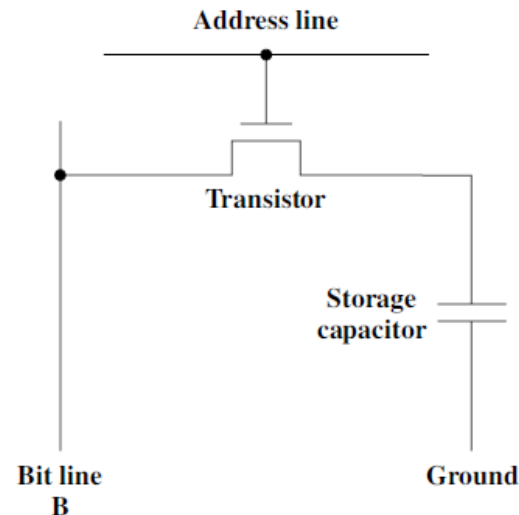 Address line
Transistor
Storage
capacitor
Bit line
B
Ground